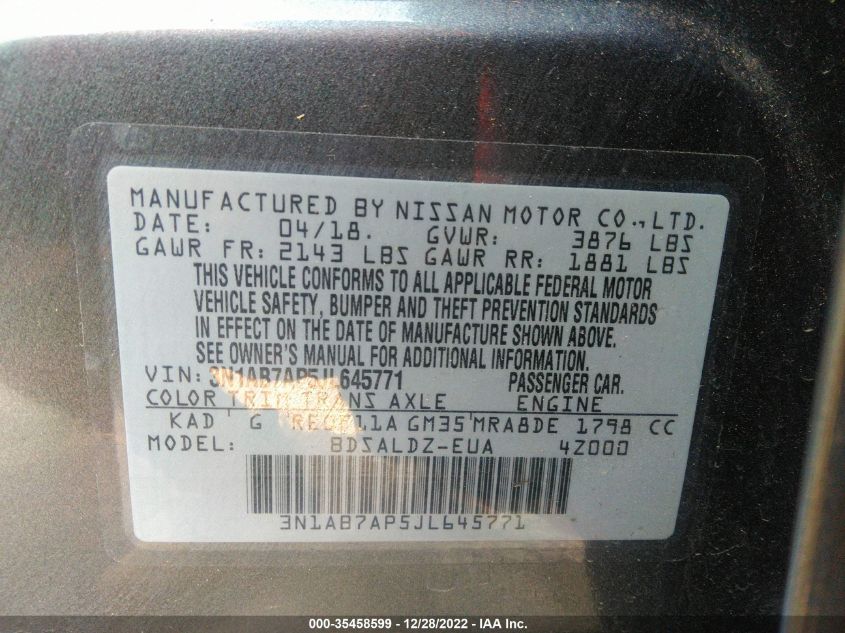 MANUFACTURED BY NISSAN MOTOR CO.,LTD.
DATE: 04/18. GVWR: 3876 LBS
GAWR FR: 2143 LBS GAWR RR: 1881 LBS
THIS VEHICLE CONFORMS TO ALL APPLICABLE FEDERAL MOTOR
VEHICLE SAFETY, BUMPER AND THEFT PREVENTION STANDARDS
IN EFFECT ON THE DATE OF MANUFACTURE SHOWN ABOVE.
SEE OWNER'S MANUAL FOR ADDITIONAL INFORMATION.
VIN: 3N1AB7AP5JL645771 PASSENGER CAR.
COLOR TRIM TRANS AXLE ENGINE
KAD G GM35 MRA8DE 1798 CC
MODEL: BDSALDZ-EUA 4Z000
3N1AB7AP5JL645771
000-35458599 - 12/28/2022 - IAA Inc.